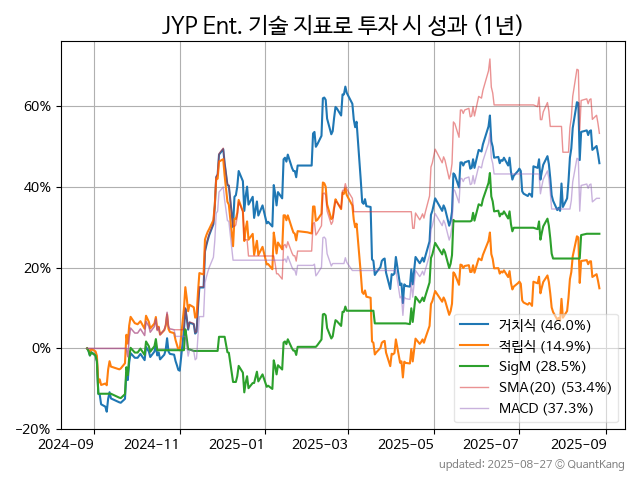 JYP Ent. 기술 지표로 투자 시 성과 (1년)
60%
40%
20%
0%
−20%
2024-09 2024-11 2025-01 2025-03 2025-05 2025-07 2025-09
거치식 (46.0%)
적립식 (14.9%)
SigM (28.5%)
SMA(20) (53.4%)
MACD (37.3%)
updated: 2025-08-27 ⓒ QuantKang